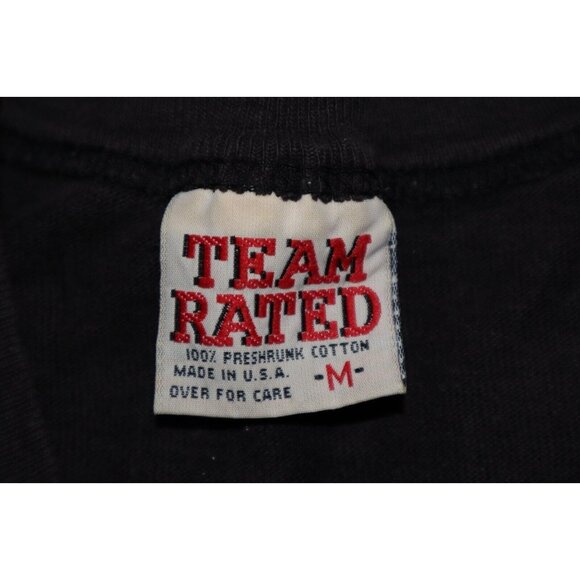 TEAM
RATED
100% PRESHRUNK COTTON
MADE IN U.S.A.
-M-
OVER FOR CARE